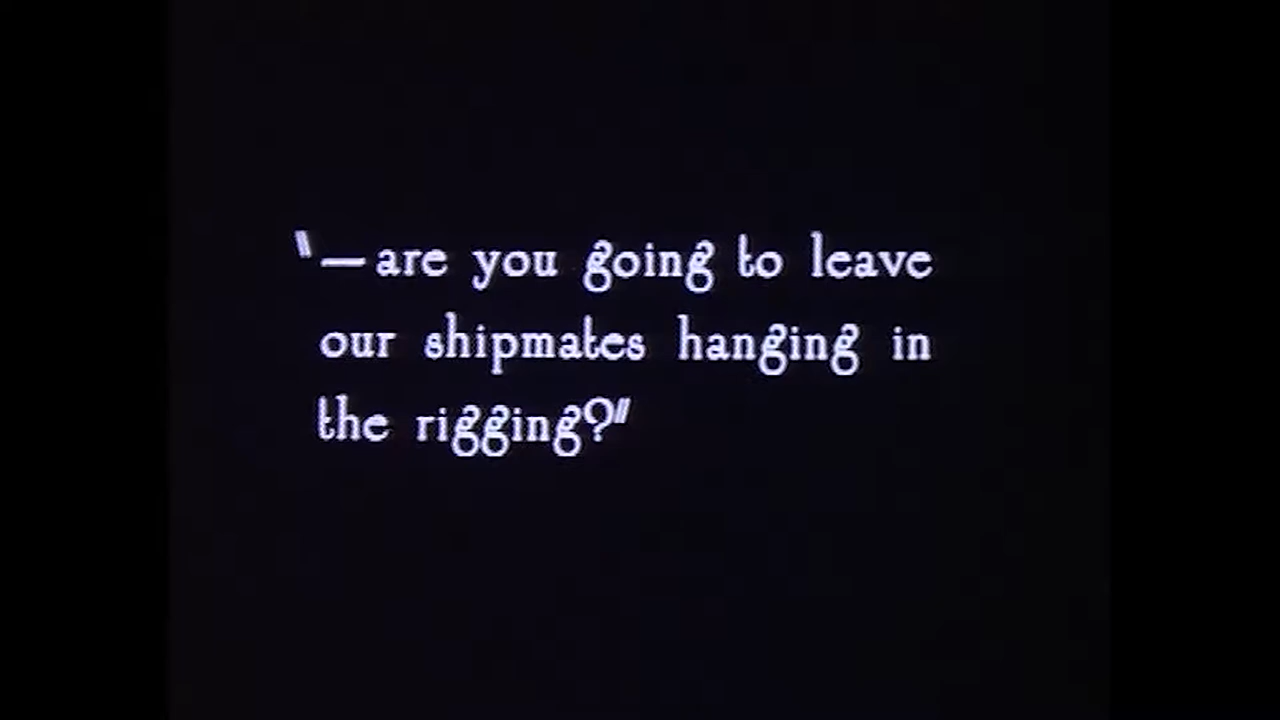 "—are you going to leave
our shipmates hanging in
the rigging?"